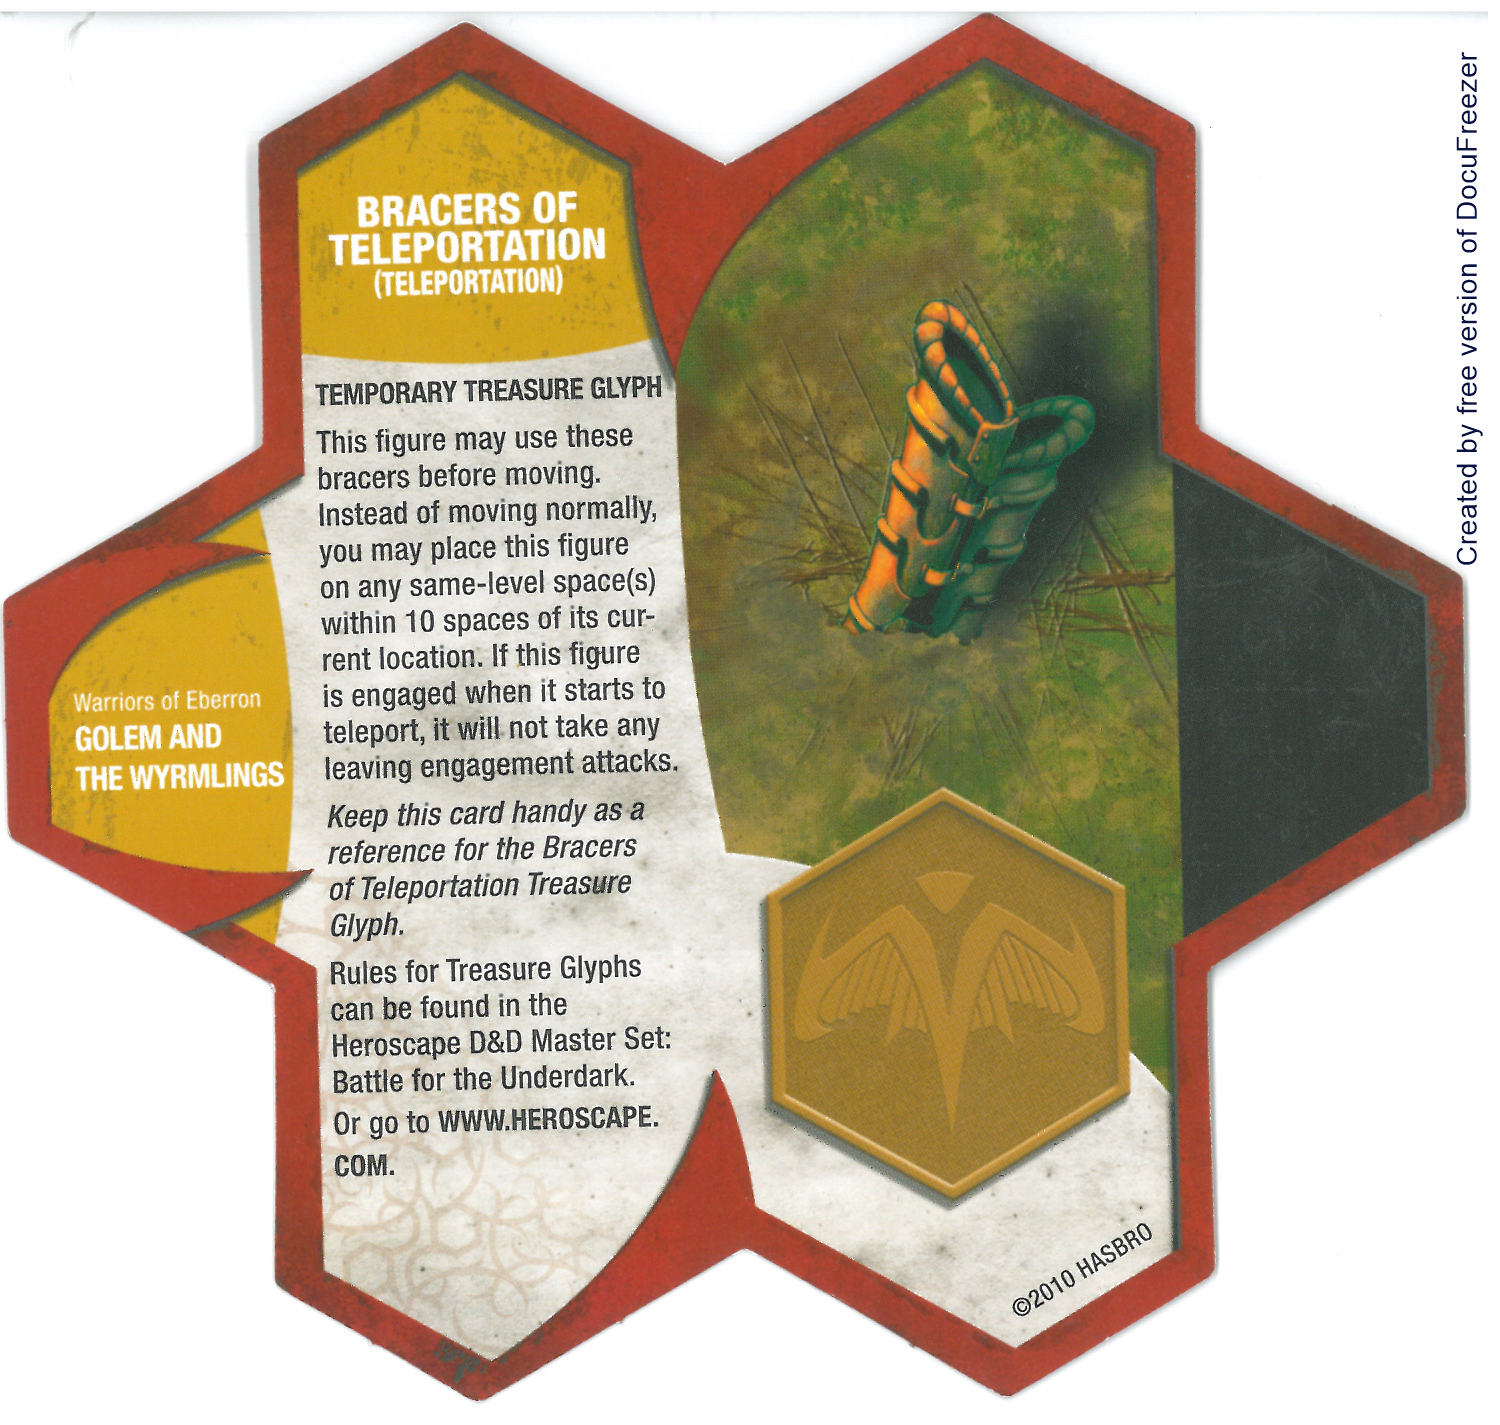 BRACERS OF
TELEPORTATION
(TELEPORTATION)
TEMPORARY TREASURE GLYPH
This figure may use these
bracers before moving.
Instead of moving normally,
you may place this figure
on any same-level space(s)
within 10 spaces of its cur-
rent location. If this figure
is engaged when it starts to
teleport, it will not take any
leaving engagement attacks.
Keep this card handy as a
reference for the Bracers
of Teleportation Treasure
Glyph.
Rules for Treasure Glyphs
can be found in the
Heroscape D&D Master Set:
Battle for the Underdark.
Or go to WWW.HEROSCAPE.
COM.
Warriors of Eberron
GOLEM AND
THE WYRMLINGS
©2010 HASBRO
Created by free version of DocuFreezer